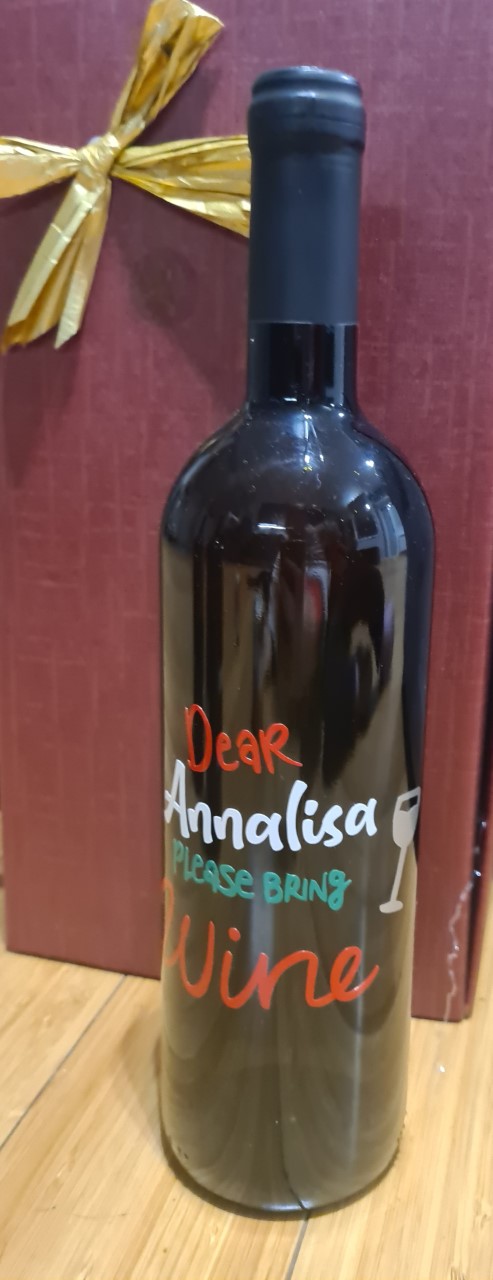 Dear
Annalisa
Please Bring
Wine